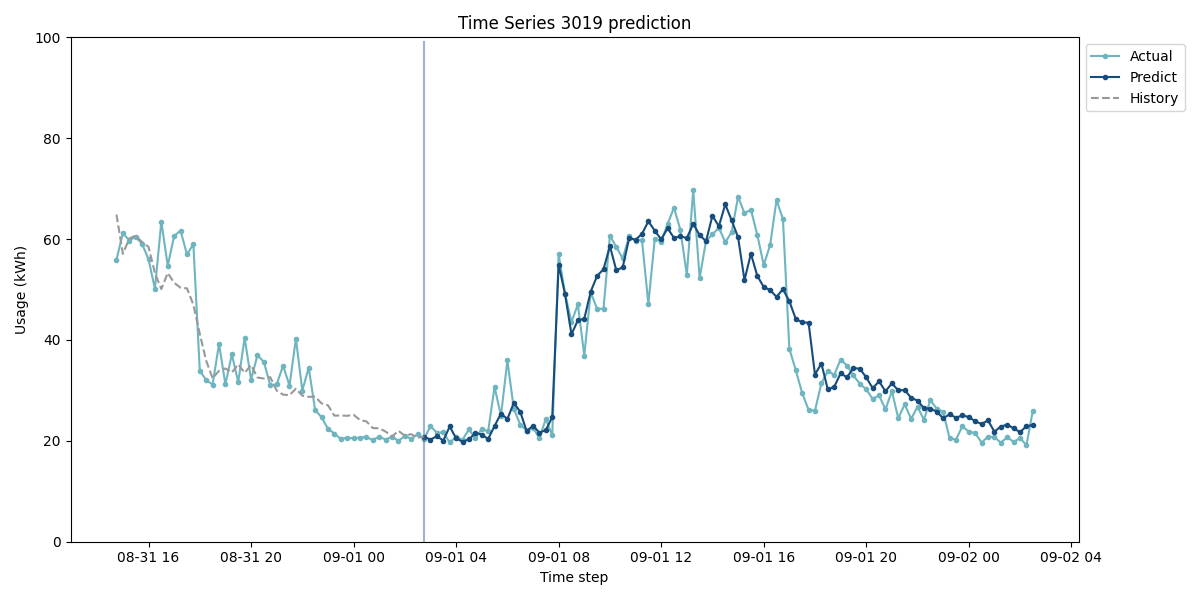 Time Series 3019 prediction
100
80
60
40
20
0
Usage (kWh)
08-31 16
08-31 20
09-01 00
09-01 04
09-01 08
09-01 12
09-01 16
09-01 20
09-02 00
09-02 04
Time step
Actual
Predict
History